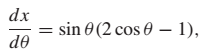 dx/dθ = sin θ(2 cos θ − 1),